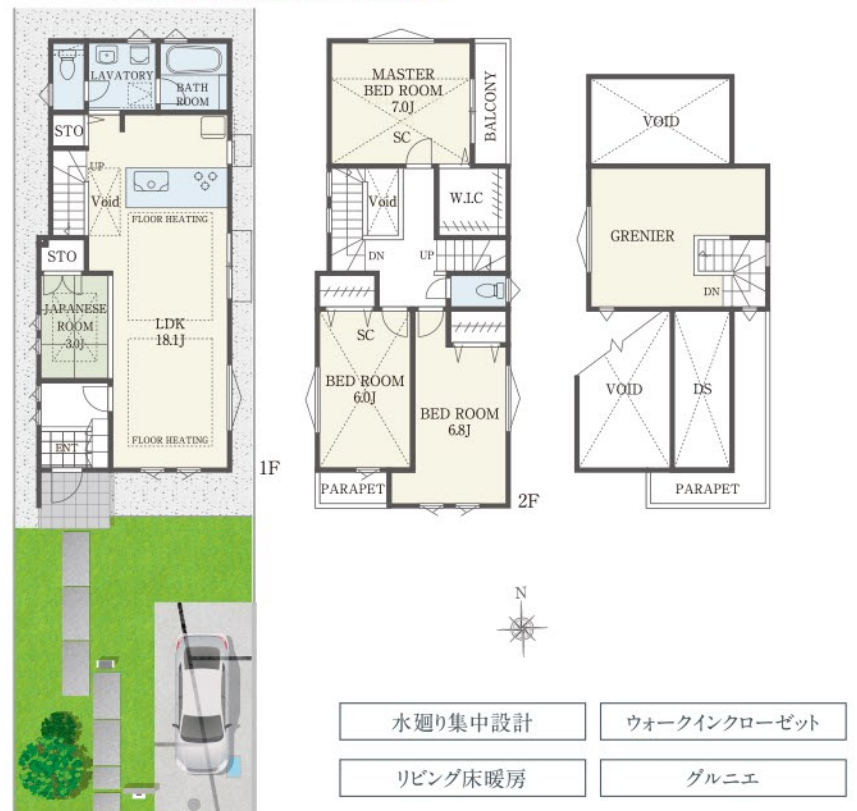 LAVATORY
BATH
ROOM
STO
UP
Void
FLOOR HEATING
STO
JAPANESE
ROOM
3.0J
LDK
18.1J
ENT
FLOOR HEATING
1F
MASTER
BED ROOM
7.0J
SC
BALCONY
Void
W.I.C
DN
UP
SC
BED ROOM
6.0J
BED ROOM
6.8J
PARAPET
2F
VOID
GRENIER
DN
VOID
DS
PARAPET
N
水廻り集中設計
ウォークインクローゼット
リビング床暖房
グルニエ